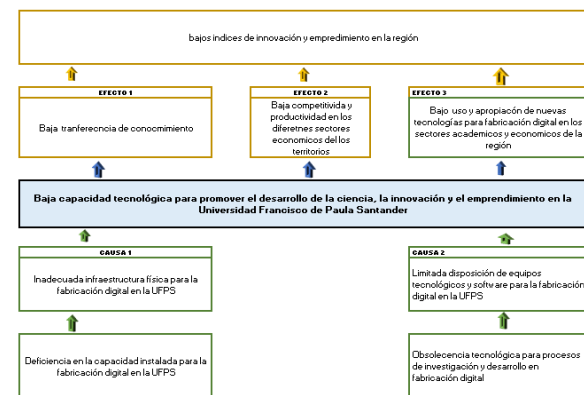 bajos indices de innovación y empredimiento en la región
EFECTO 1
Baja tranferecncia de conocmimiento
EFECTO 2
Baja competitivida y
productividad en los
diferetnes sectores
economicos del los
territorios
EFECTO 3
Bajo uso y apropiacón de nuevas
tecnologías para fabricación digital en los
sectores academicos y economicos de la
región
Baja capacidad tecnológica para promover el desarrollo de la ciencia, la innovación y el emprendimiento en la
Universidad Francisco de Paula Santander
CAUSA 1
Inadecuada infraestructura física para la
fabricación digital en la UFPS
CAUSA 2
Limitada disposición de equipos
tecnológicos y software para la fabricación
digital en la UFPS
Deficiencia en la capacidad instalada para la
fabricación digital en la UFPS
Obsolecencia tecnológica para procesos
de investigación y desarrollo en
fabricación digital